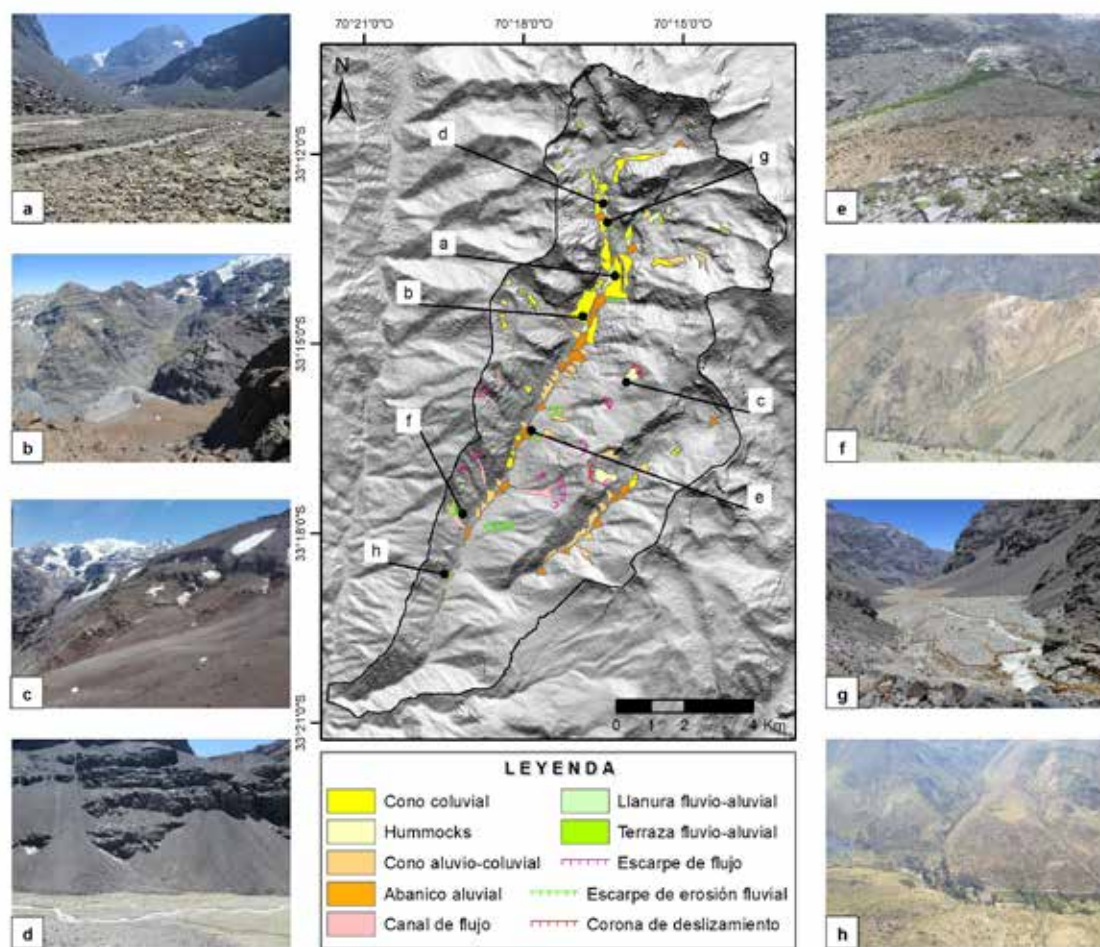 70°21'0"O
70°18'0"O
70°15'0"O
N
33°12'0"S
33°15'0"S
33°18'0"S
33°21'0"S
d
g
a
b
c
f
e
h
0 1 2 4 Km
a
b
c
d
e
f
g
h
LEYENDA
Cono coluvial
Hummocks
Cono aluvio-coluvial
Abanico aluvial
Canal de flujo
Llanura fluvio-aluvial
Terraza fluvio-aluvial
Escarpe de flujo
Escarpe de erosión fluvial
Corona de deslizamiento